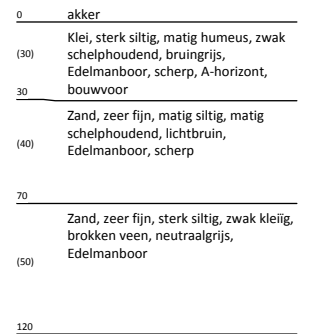 0 akker
Klei, sterk siltig, matig humeus, zwak
(30) schelphoudend, bruingrijs,
Edelmanboor, scherp, A-horizont,
30 bouwvoor
Zand, zeer fijn, matig siltig, matig
schelphoudend, lichtbruin,
(40) Edelmanboor, scherp
70
Zand, zeer fijn, sterk siltig, zwak kleiïg,
brokken veen, neutraalgrijs,
(50) Edelmanboor
120